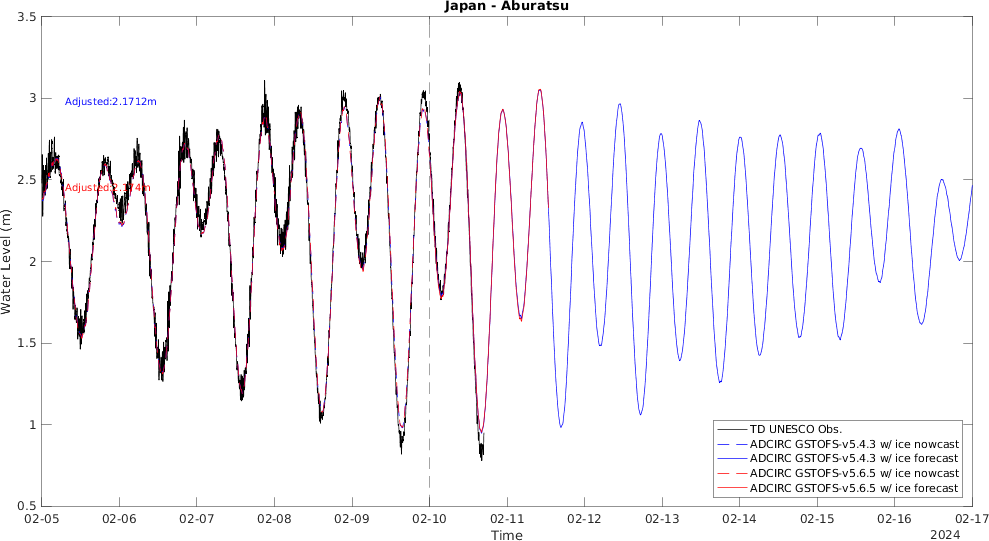 Japan - Aburatsu
3.5
3
2.5
2
1.5
1
0.5
Water Level (m)
Adjusted:2.1712m
Adjusted:2.174m
TD UNESCO Obs.
ADCIRC GSTOFS-v5.4.3 w/ ice nowcast
ADCIRC GSTOFS-v5.4.3 w/ ice forecast
ADCIRC GSTOFS-v5.6.5 w/ ice nowcast
ADCIRC GSTOFS-v5.6.5 w/ ice forecast
02-05 02-06 02-07 02-08 02-09 02-10 02-11 02-12 02-13 02-14 02-15 02-16 02-17
Time
2024